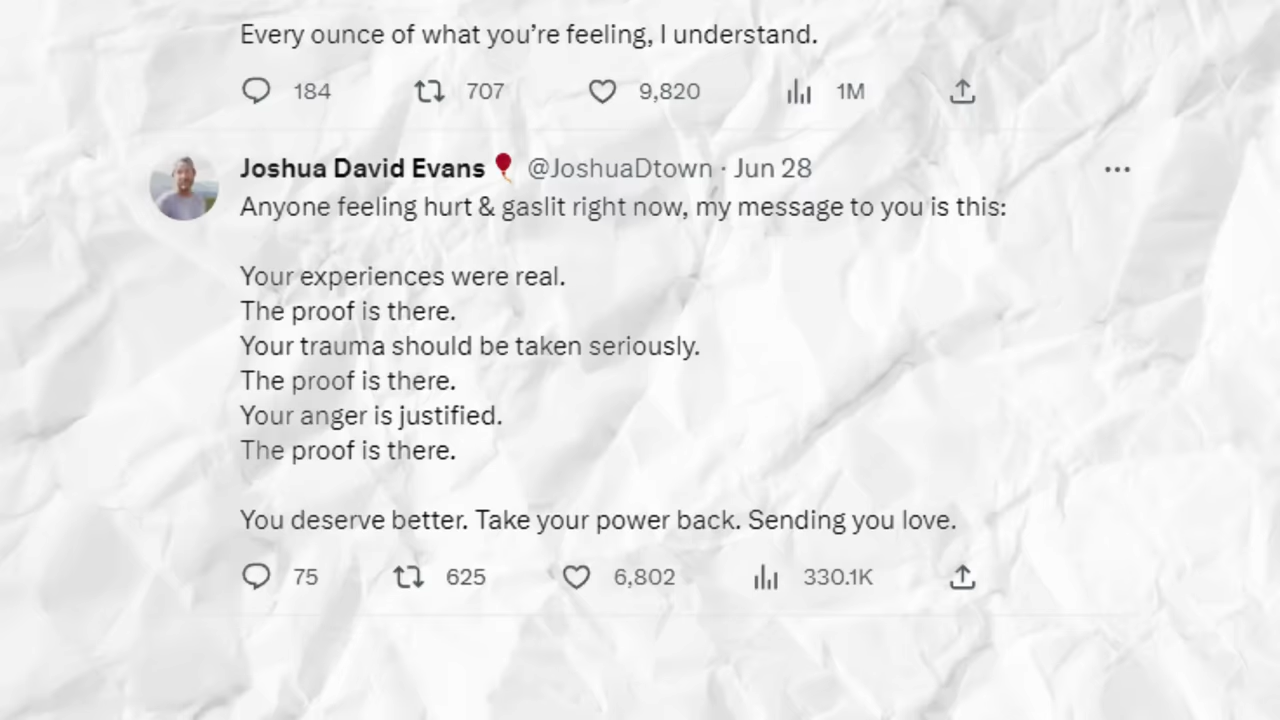 Every ounce of what you’re feeling, I understand.
184 707 9,820 1M
Joshua David Evans🎈 @JoshuaDtown · Jun 28
Anyone feeling hurt & gaslit right now, my message to you is this:
Your experiences were real.
The proof is there.
Your trauma should be taken seriously.
The proof is there.
Your anger is justified.
The proof is there.
You deserve better. Take your power back. Sending you love.
75 625 6,802 330.1K